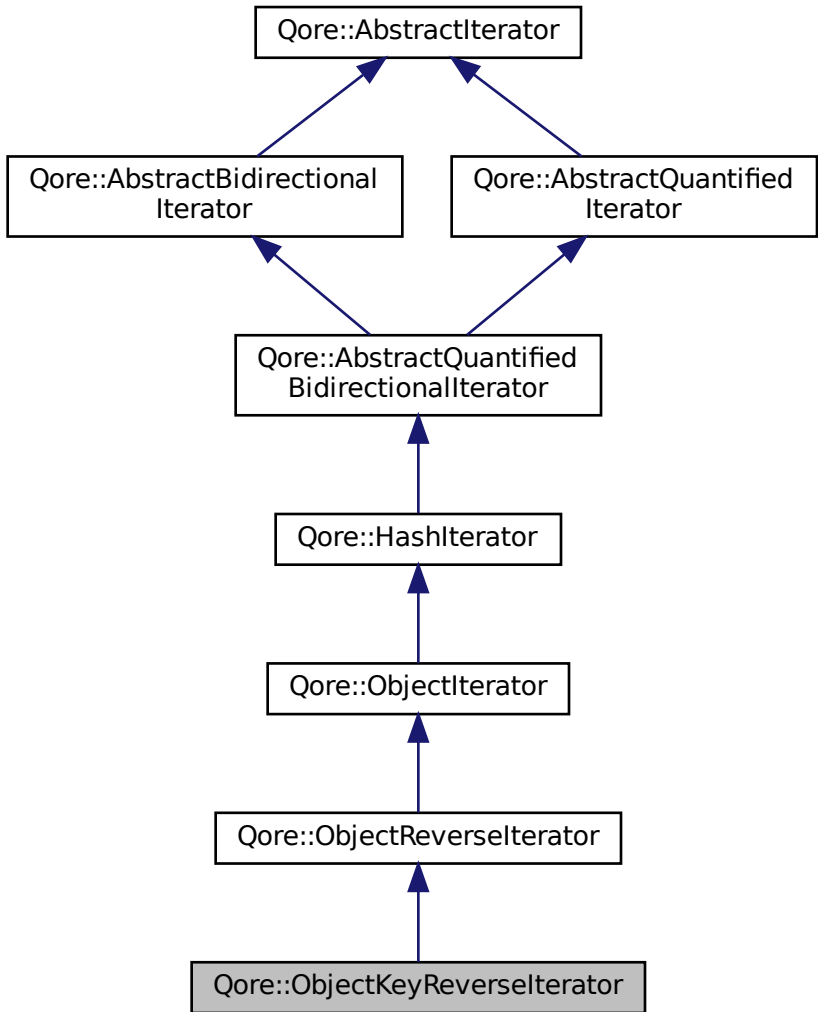 Qore::AbstractIterator
Qore::AbstractBidirectional
Iterator
Qore::AbstractQuantified
Iterator
Qore::AbstractQuantified
BidirectionalIterator
Qore::HashIterator
Qore::ObjectIterator
Qore::ObjectReverseIterator
Qore::ObjectKeyReverseIterator